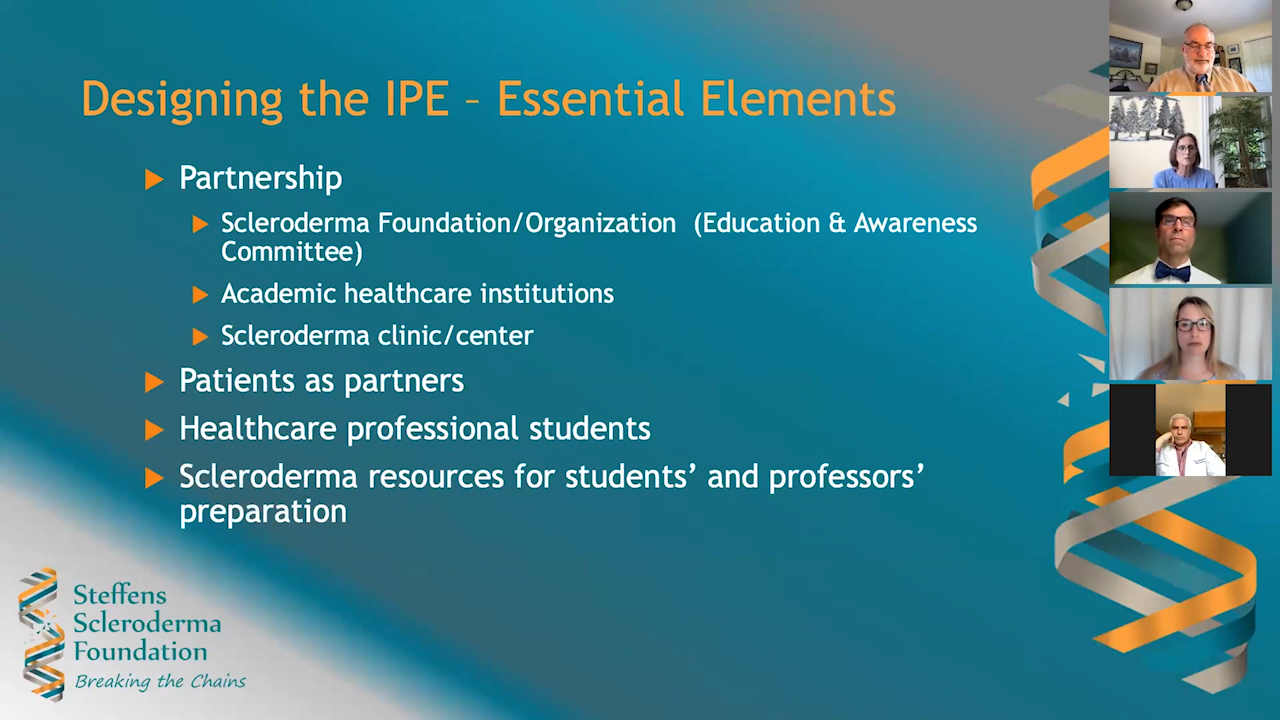 Designing the IPE – Essential Elements
Partnership
Scleroderma Foundation/Organization (Education & Awareness
Committee)
Academic healthcare institutions
Scleroderma clinic/center
Patients as partners
Healthcare professional students
Scleroderma resources for students’ and professors’
preparation
Steffens
Scleroderma
Foundation
Breaking the Chains